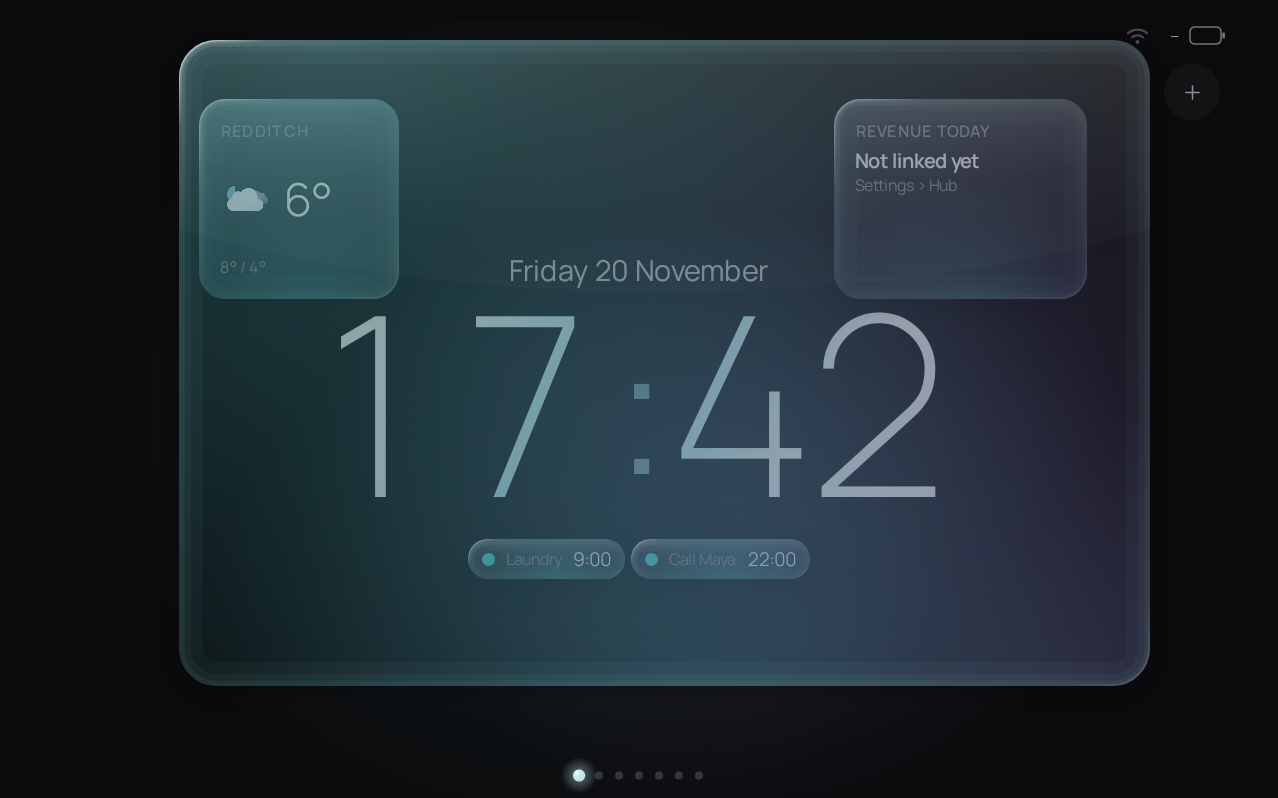 –
+
REDDITCH
6°
8° / 4°
REVENUE TODAY
Not linked yet
Settings > Hub
Friday 20 November
17:42
Laundry 9:00
Call Maya 22:00